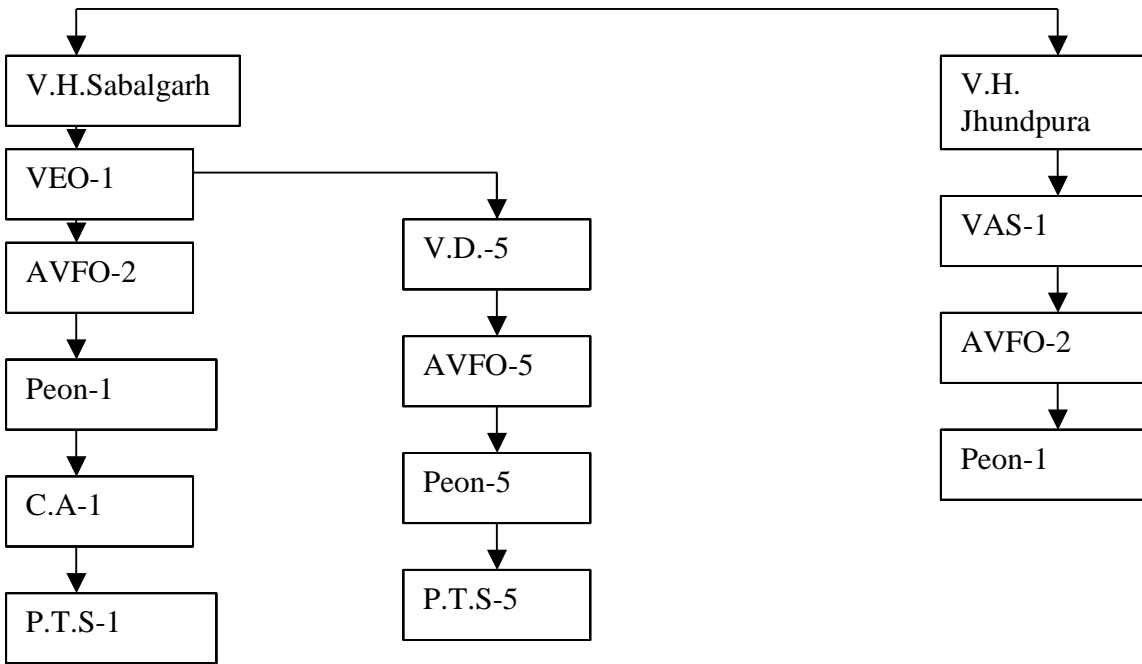 V.H.Sabalgarh
VEO-1
AVFO-2
Peon-1
C.A-1
P.T.S-1
V.D.-5
AVFO-5
Peon-5
P.T.S-5
V.H.
Jhundpura
VAS-1
AVFO-2
Peon-1